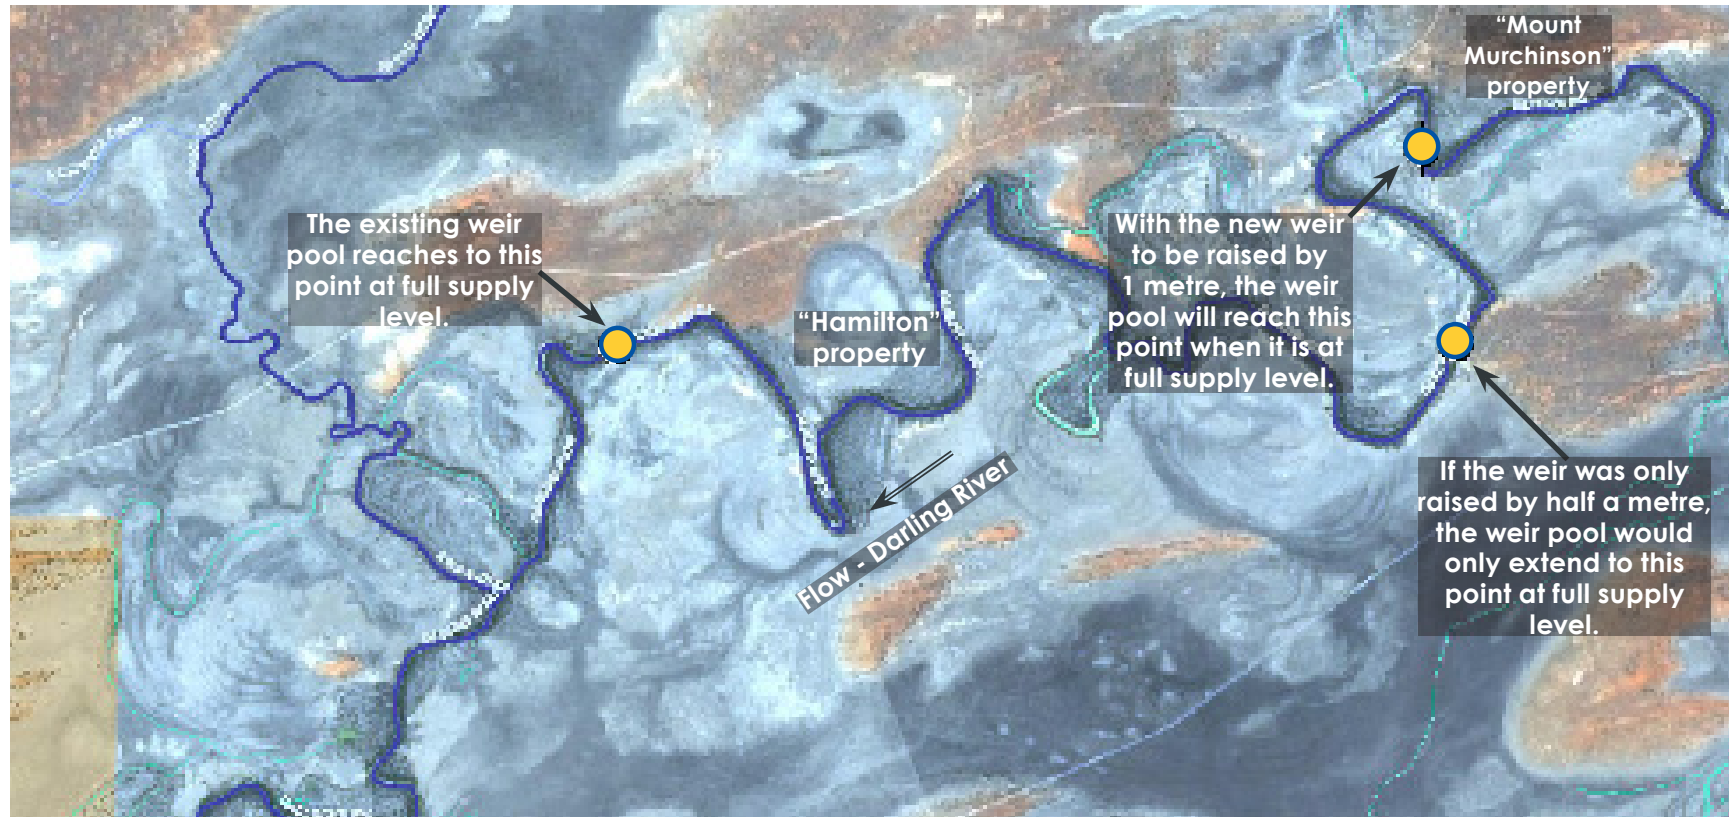 “Mount
Murchinson”
property
The existing weir
pool reaches to this
point at full supply
level.
With the new weir
to be raised by
1 metre, the weir
pool will reach this
point when it is at
full supply level.
“Hamilton”
property
Flow - Darling River
If the weir was only
raised by half a metre,
the weir pool would
only extend to this
point at full supply
level.